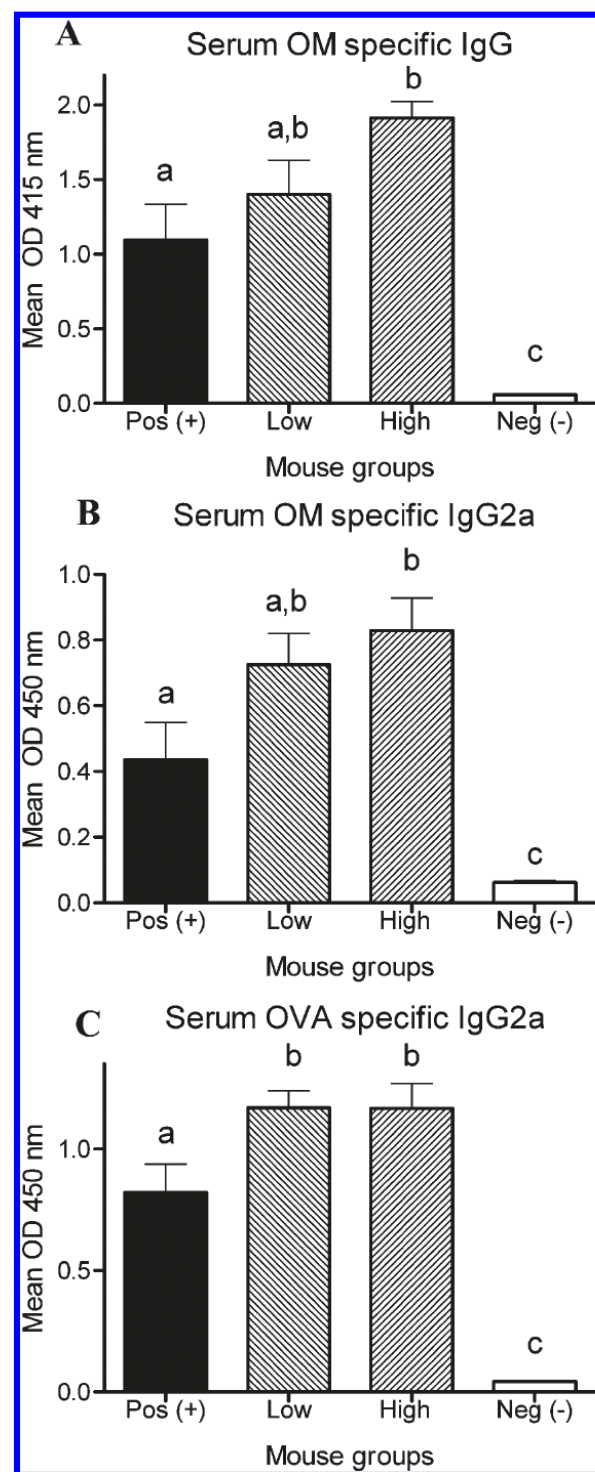 A
Serum OM specific IgG
Mean OD 415 nm
2.0
1.5
1.0
0.5
0.0
a
a,b
b
c
Pos (+) Low High Neg (-)
Mouse groups
B
Serum OM specific IgG2a
Mean OD 450 nm
1.0
0.8
0.6
0.4
0.2
0.0
a
a,b
b
c
Pos (+) Low High Neg (-)
Mouse groups
C
Serum OVA specific IgG2a
Mean OD 450 nm
1.0
0.5
0.0
a
b
b
c
Pos (+) Low High Neg (-)
Mouse groups